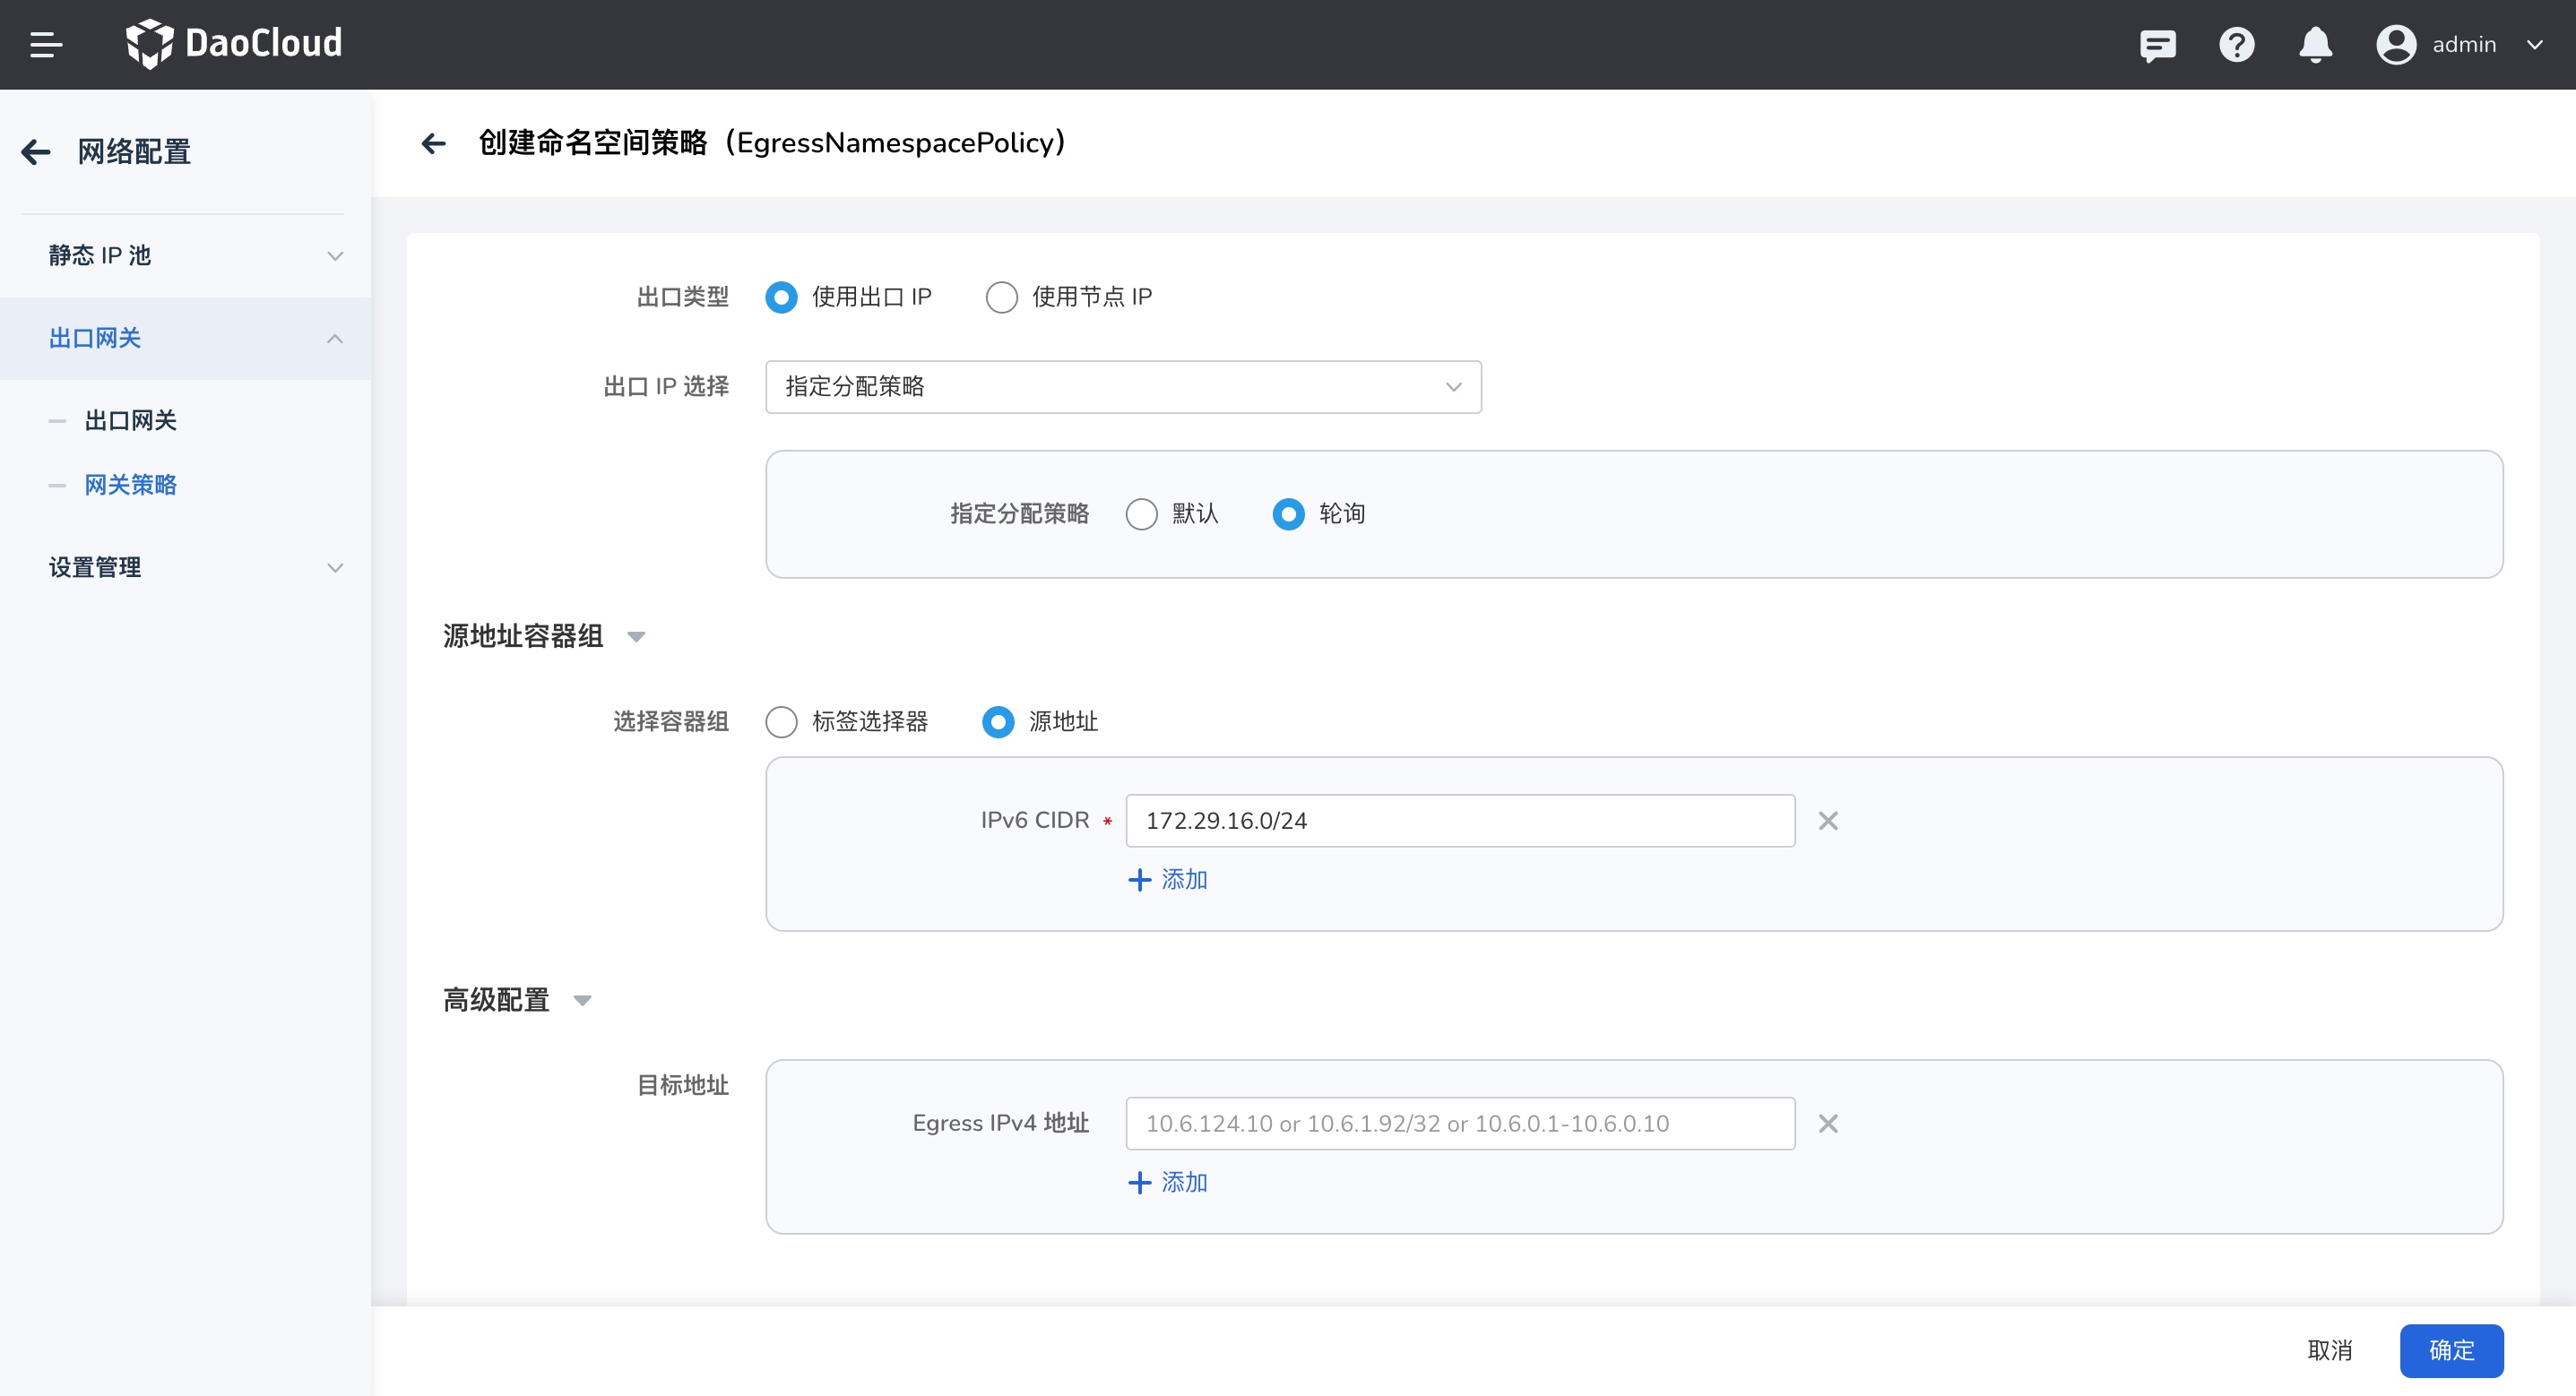 DaoCloud
admin
网络配置
静态 IP 池
出口网关
出口网关
网关策略
设置管理
创建命名空间策略（EgressNamespacePolicy）
出口类型 使用出口 IP 使用节点 IP
出口 IP 选择 指定分配策略
指定分配策略 默认 轮询
源地址容器组
选择容器组 标签选择器 源地址
IPv6 CIDR * 172.29.16.0/24
添加
高级配置
目标地址
Egress IPv4 地址 10.6.124.10 or 10.6.1.92/32 or 10.6.0.1-10.6.0.10
添加
取消 确定